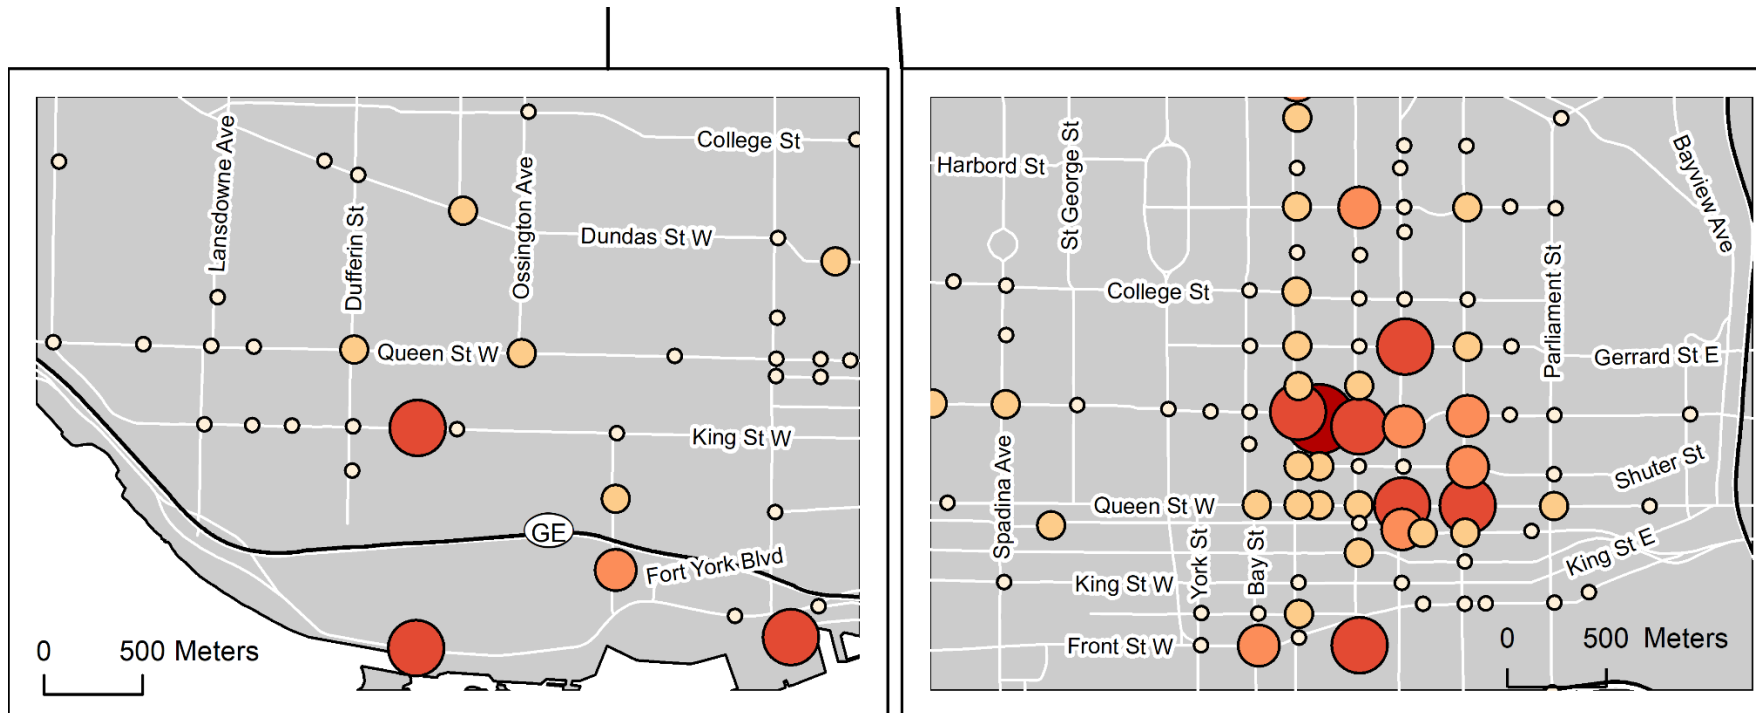 College St
Lansdowne Ave
Ossington Ave
Dufferin St
Dundas St W
Queen St W
King St W
GE
Fort York Blvd
0 500 Meters
Harbord St
St George St
Bayview Ave
College St
Parliament St
Gerrard St E
Spadina Ave
Shuter St
Queen St W
York St
Bay St
King St E
King St W
Front St W
0 500 Meters